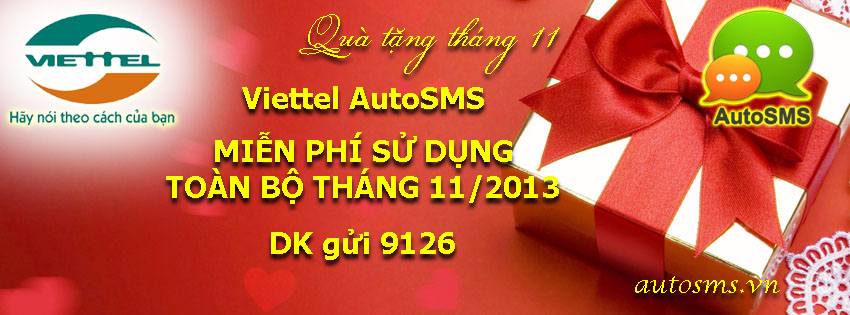 VIETTEL
Hãy nói theo cách của bạn
Quà tặng tháng 11
Viettel AutoSMS
MIỄN PHÍ SỬ DỤNG
TOÀN BỘ THÁNG 11/2013
DK gửi 9126
AutoSMS
autosms.vn